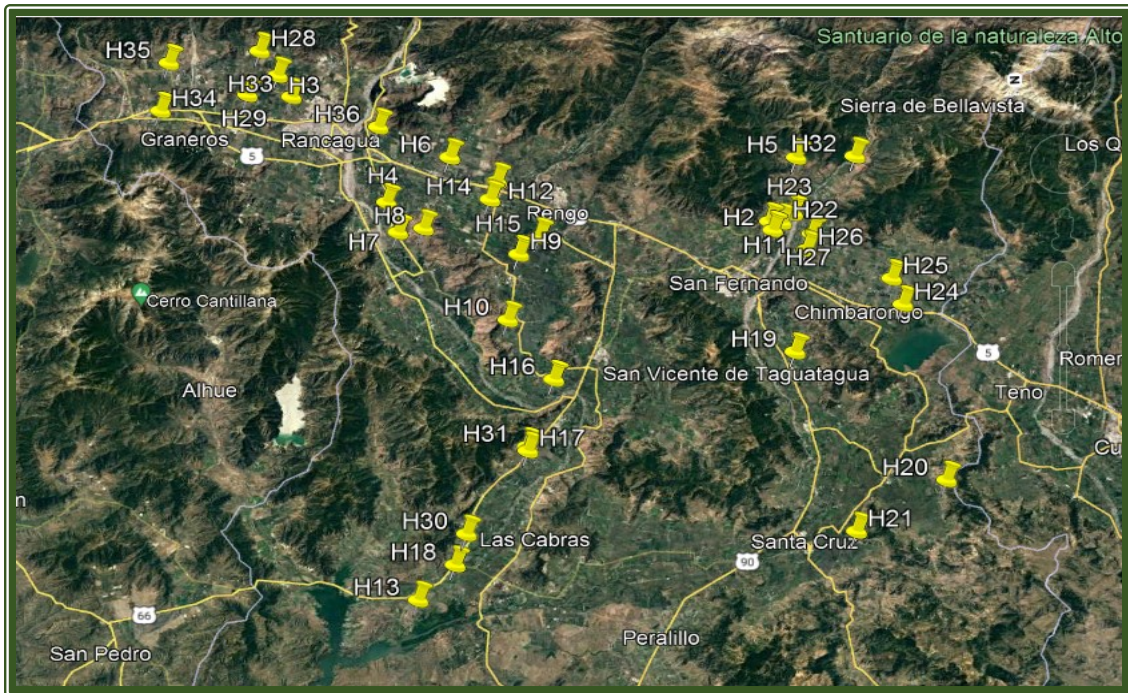 Santuario de la naturaleza Alto
H28
H35
N
H33
H3
Sierra de Bellavista
H34
H36
H29
Graneros
Rancagua
H6
H5
H32
Los Q
5
H4
H14
H12
H23
H8
H15
Rengo
H2
H22
H7
H9
H11
H26
H27
H25
San Fernando
Cerro Cantillana
H24
Chimbarongo
H10
H19
5
Romer
H16
San Vicente de Taguatagua
Alhue
Teno
H31
H17
Cu
H20
n
H30
Las Cabras
H21
Santa Cruz
H18
90
H13
66
Peralillo
San Pedro